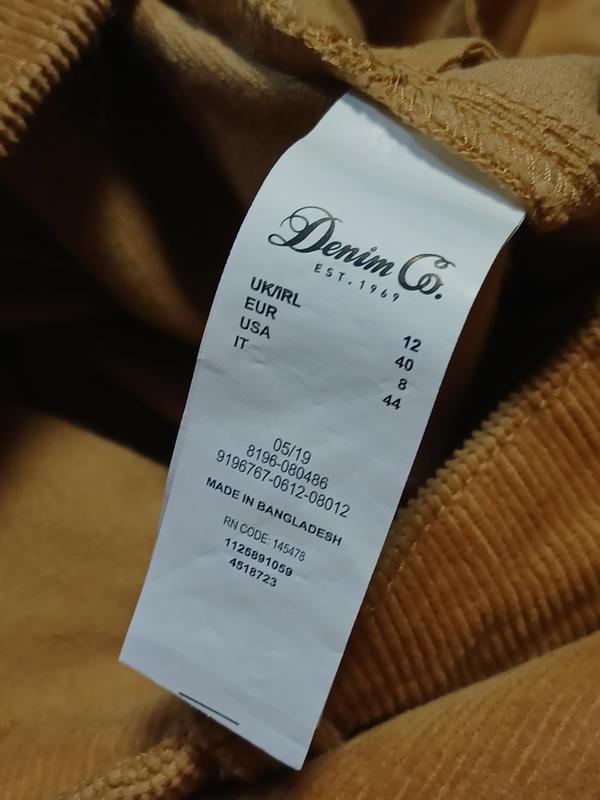 Denim Co.
EST. 1969
UK/IRL 12
EUR 40
USA 8
IT 44
05/19
8196-080486
9196767-0612-08012
MADE IN BANGLADESH
RN CODE: 145478
1125891059
4518723